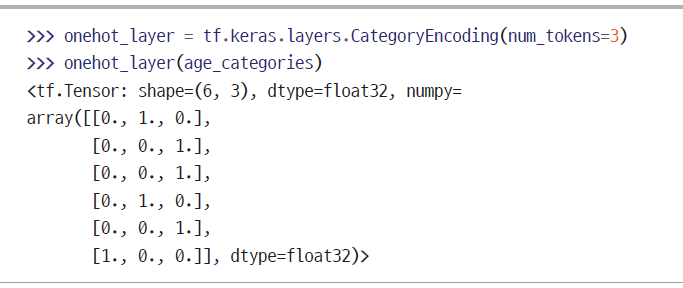 >>> onehot_layer = tf.keras.layers.CategoryEncoding(num_tokens=3)
>>> onehot_layer(age_categories)
<tf.Tensor: shape=(6, 3), dtype=float32, numpy=
array([[0., 1., 0.],
       [0., 0., 1.],
       [0., 0., 1.],
       [0., 1., 0.],
       [0., 0., 1.],
       [1., 0., 0.]], dtype=float32)>